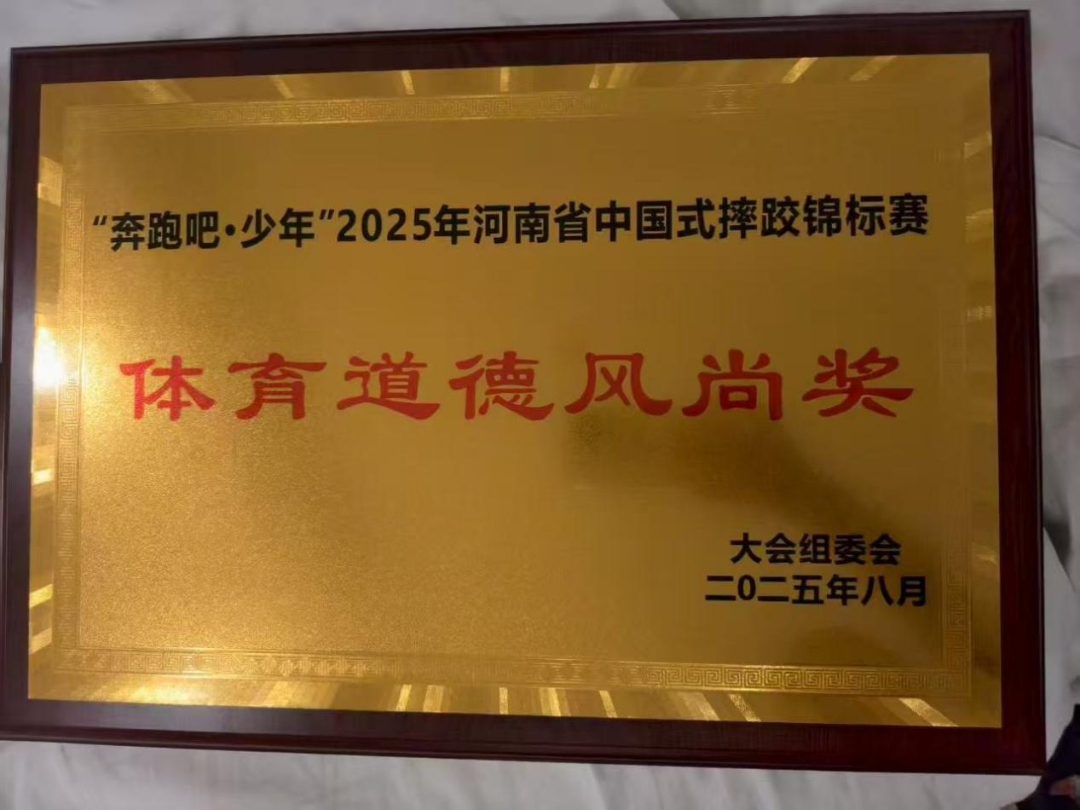 “奔跑吧·少年”2025年河南省中国式摔跤锦标赛
体育道德风尚奖
大会组委会
二0二五年八月